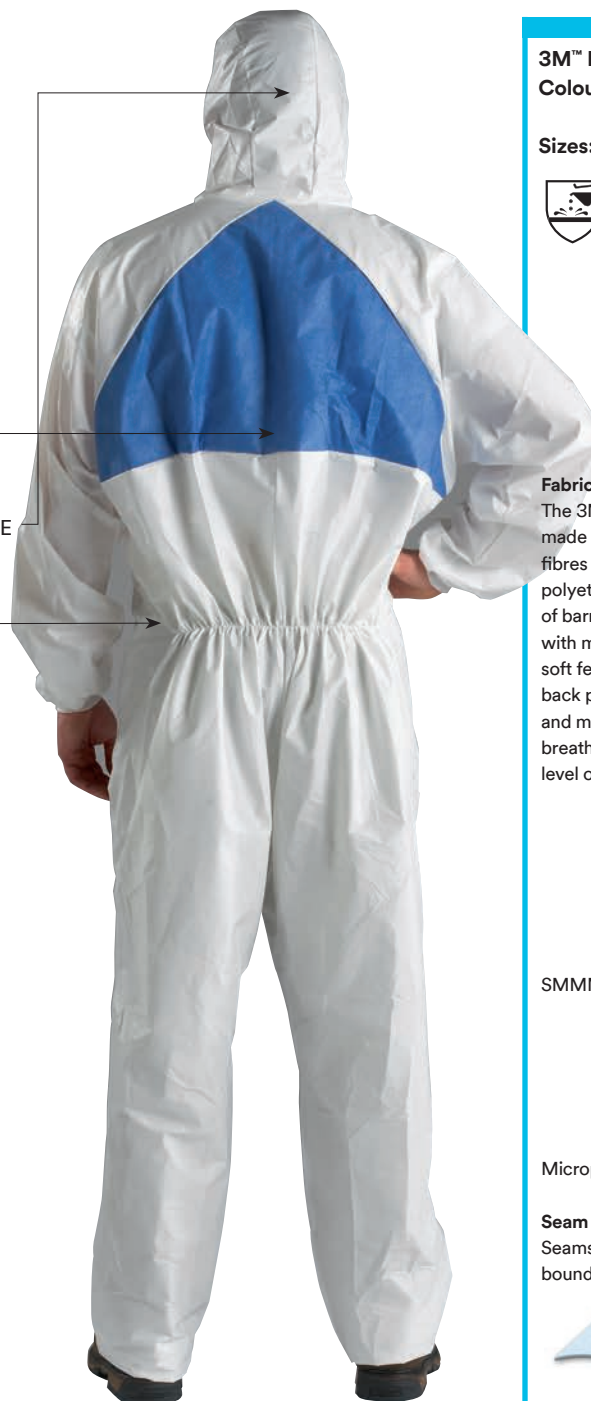 3M™
Colou
Sizes:
E
Fabric
The 3M
made
fibres
polyet
of barr
with m
soft fe
back p
and m
breath
level o
SMMM
Microp
Seam
Seams
bound